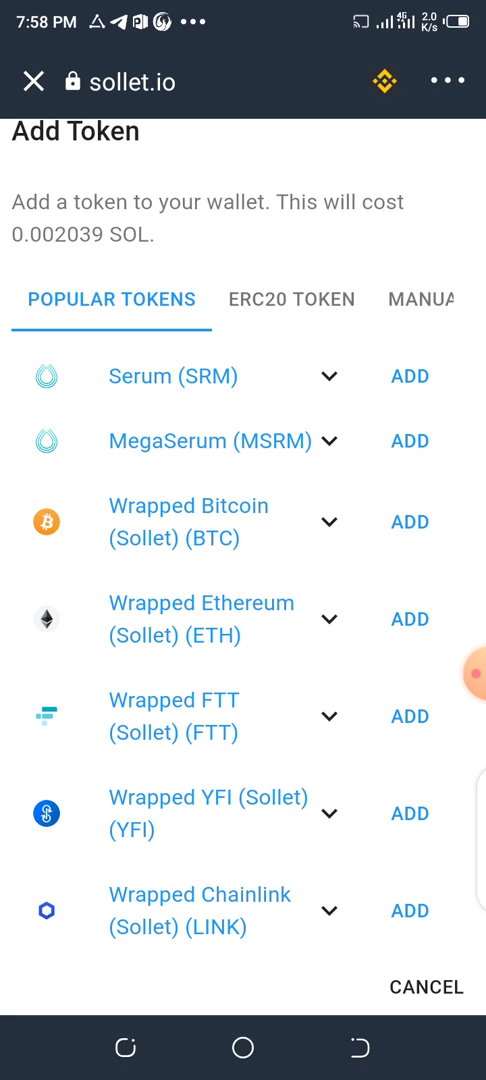 7:58 PM
4G
2.0
K/s
sollet.io
Add Token
Add a token to your wallet. This will cost
0.002039 SOL.
POPULAR TOKENS ERC20 TOKEN MANUA
Serum (SRM) ADD
MegaSerum (MSRM) ADD
Wrapped Bitcoin
(Sollet) (BTC) ADD
Wrapped Ethereum
(Sollet) (ETH) ADD
Wrapped FTT
(Sollet) (FTT) ADD
Wrapped YFI (Sollet)
(YFI) ADD
Wrapped Chainlink
(Sollet) (LINK) ADD
CANCEL